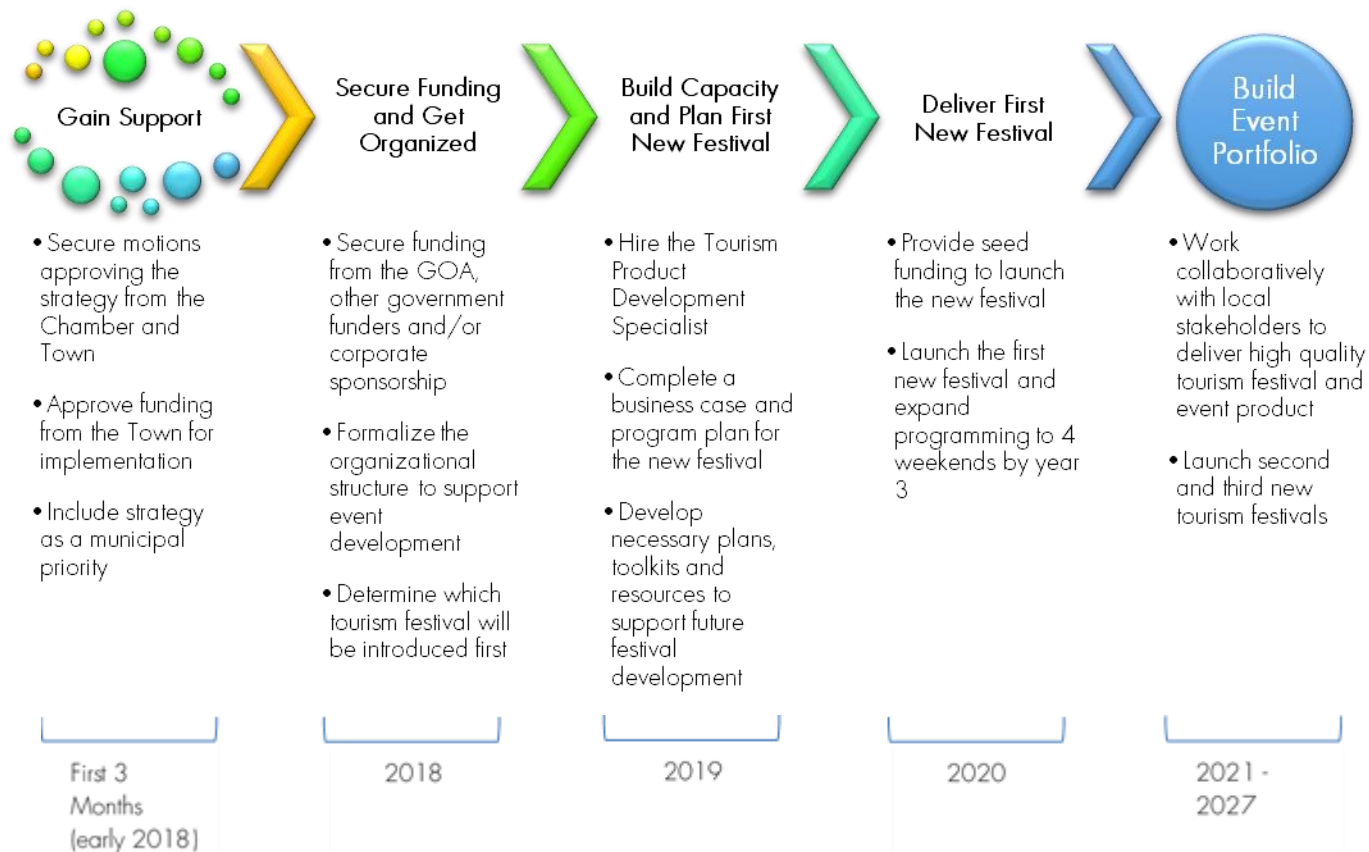 Gain Support
Secure Funding
and Get
Organized
Build Capacity
and Plan First
New Festival
Deliver First
New Festival
Build
Event
Portfolio
• Secure motions
approving the
strategy from the
Chamber and
Town
• Approve funding
from the Town for
implementation
• Include strategy
as a municipal
priority
• Secure funding
from the GOA,
other government
funders and/or
corporate
sponsorship
• Formalize the
organizational
structure to support
event
development
• Determine which
tourism festival will
be introduced first
• Hire the Tourism
Product
Development
Specialist
• Complete a
business case and
program plan for
the new festival
• Develop
necessary plans,
toolkits and
resources to
support future
festival
development
• Provide seed
funding to launch
the new festival
• Launch the first
new festival and
expand
programming to 4
weekends by year
3
• Work
collaboratively
with local
stakeholders to
deliver high quality
tourism festival and
event product
• Launch second
and third new
tourism festivals
First 3
Months
(early 2018)
2018
2019
2020
2021 -
2027